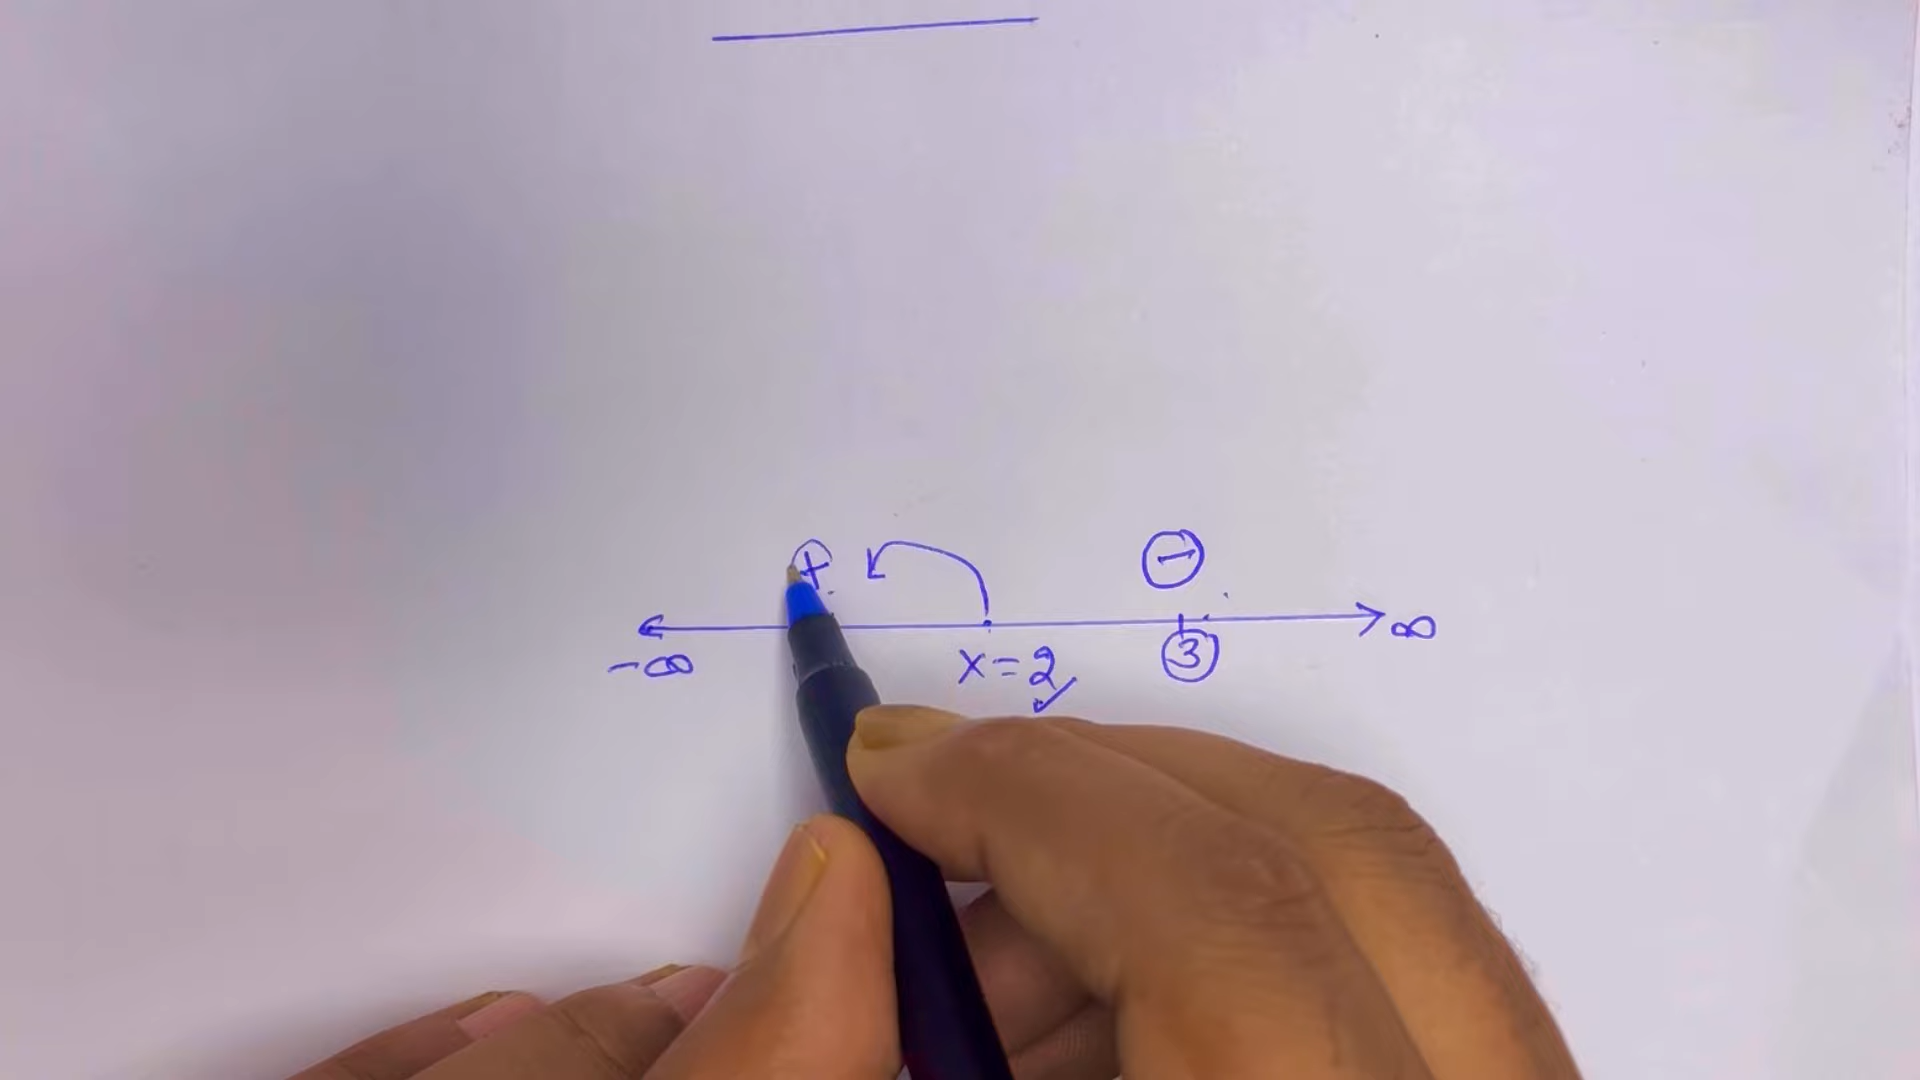 + −
-∞ x=2 3 ∞